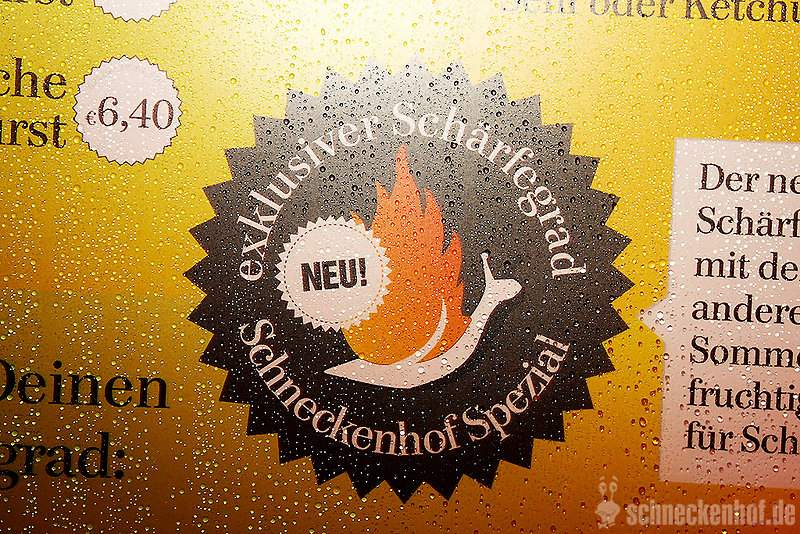 oder Ketchu
che
€6,40
urst
exklusiver Schärfegrad
NEU!
Schneckenhof Spezial
Der ne
Schärf
mit de
andere
Somme
fruchtig
für Sch
Deinen
grad:
schneckenhof.de